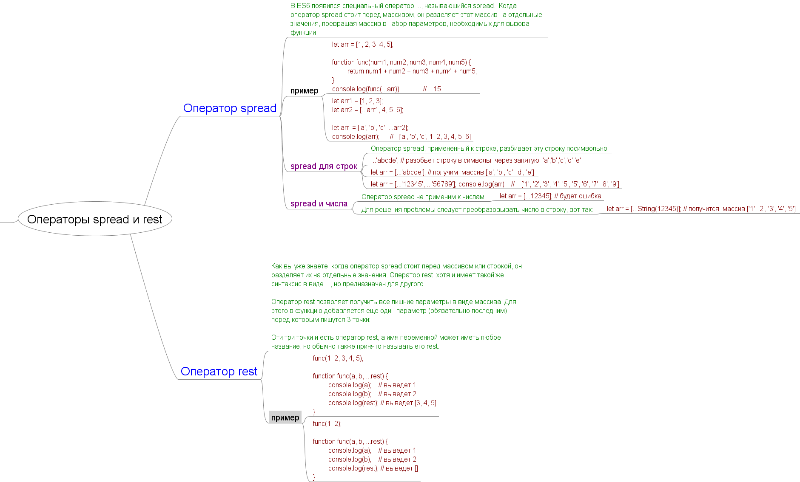 В ES6 появился специальный оператор ..., называющийся spread. Когда
оператор spread стоит перед массивом, он разделяет этот массив на отдельные
значения, превращая массив в набор параметров, необходимых для вызова
функции.
let arr = [1, 2, 3, 4, 5];
function func(num1, num2, num3, num4, num5) {
return num1 + num2 + num3 + num4 + num5;
}
console.log(func(...arr)); // 15
пример
let arr1 = [1, 2, 3];
let arr2 = [...arr1, 4, 5, 6];
let arr = ['a', 'b', 'c', ...arr2];
console.log(arr); // ['a', 'b', 'c', 1, 2, 3, 4, 5, 6]
Оператор spread
Оператор spread, примененный к строке, разбивает эту строку посимвольно
...'abcde' // разобьет строку в символы через запятую 'a','b','c','d','e'
spread для строк
let arr = [...'abcde']; // получим массив ['a', 'b', 'c', 'd', 'e']
let arr = [...'12345', ...'56789']; console.log(arr); // ['1', '2', '3', '4', '5', '5', '6', '7', '8', '9']
Оператор spread не применим к числам
let arr = [...12345]; // будет ошибка
spread и числа
Для решения проблемы следует преобразовывать число в строку, вот так:
let arr = [...String(12345)]; // получится массив ['1', '2', '3', '4', '5']
Операторы spread и rest
Как вы уже знаете, когда оператор spread стоит перед массивом или строкой, он
разделяет их на отдельные значения. Оператор rest хотя и имеет такой же
синтаксис в виде ..., но предназначен для другого.
Оператор rest позволяет получить все лишние параметры в виде массива. Для
этого в функцию добавляется еще один параметр (обязательно последним)
перед которым пишутся 3 точки.
Эти три точки и есть оператор rest, а имя переменной может иметь любое
название, но обычно также принято называть его rest.
Оператор rest
func(1, 2, 3, 4, 5);
function func(a, b, ...rest) {
console.log(a); // выведет 1
console.log(b); // выведет 2
console.log(rest); // выведет [3, 4, 5]
}
пример
func(1, 2);
function func(a, b, ...rest) {
console.log(a); // выведет 1
console.log(b); // выведет 2
console.log(rest); // выведет []
}